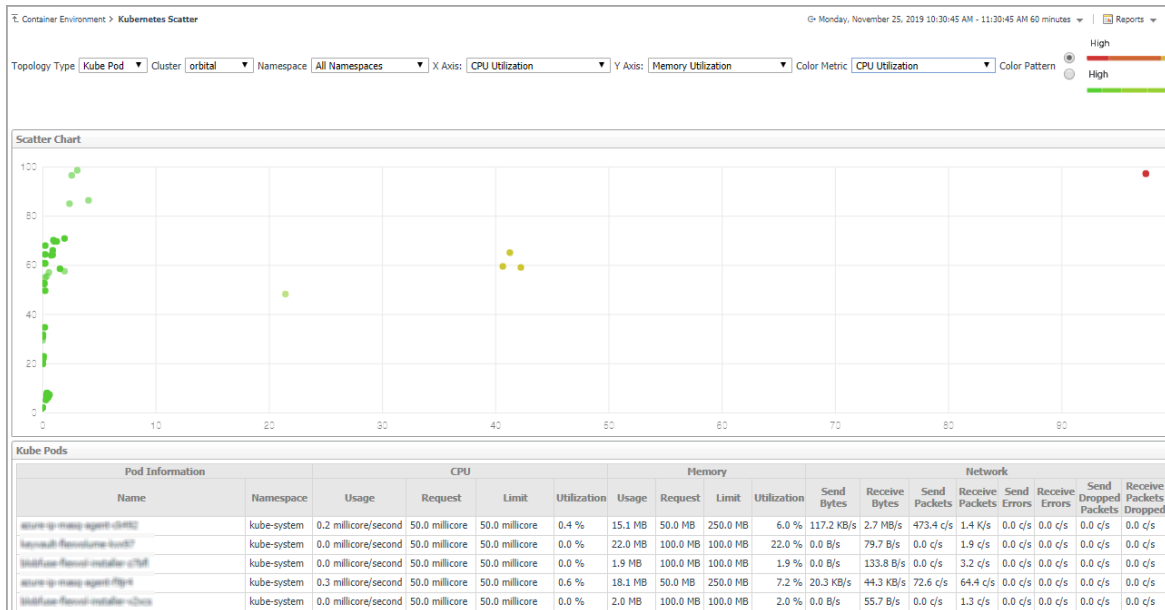 Container Environment > Kubernetes Scatter
Monday, November 25, 2019 10:30:45 AM - 11:30:45 AM 60 minutes
Reports
High
Topology Type Kube Pod Cluster orbital Namespace All Namespaces X Axis: CPU Utilization Y Axis: Memory Utilization Color Metric CPU Utilization Color Pattern
High
Scatter Chart
100
80
60
40
20
0
0 10 20 30 40 50 60 70 80 90
Kube Pods
Pod Information CPU Memory Network
Name Namespace Usage Request Limit Utilization Usage Request Limit Utilization Send Bytes Receive Bytes Send Packets Receive Packets Send Errors Receive Errors Send Dropped Packets Receive Packets Dropped
kube-system 0.2 millicore/second 50.0 millicore 50.0 millicore 0.4 % 15.1 MB 50.0 MB 250.0 MB 6.0 % 117.2 KB/s 2.7 MB/s 473.4 c/s 1.4 K/s 0.0 c/s 0.0 c/s 0.0 c/s 0.0 c/s
kube-system 0.0 millicore/second 50.0 millicore 50.0 millicore 0.0 % 22.0 MB 100.0 MB 100.0 MB 22.0 % 0.0 B/s 79.7 B/s 0.0 c/s 1.9 c/s 0.0 c/s 0.0 c/s 0.0 c/s 0.0 c/s
kube-system 0.0 millicore/second 50.0 millicore 50.0 millicore 0.0 % 1.9 MB 100.0 MB 100.0 MB 1.9 % 0.0 B/s 133.8 B/s 0.0 c/s 3.2 c/s 0.0 c/s 0.0 c/s 0.0 c/s 0.0 c/s
kube-system 0.3 millicore/second 50.0 millicore 50.0 millicore 0.6 % 18.1 MB 50.0 MB 250.0 MB 7.2 % 20.3 KB/s 44.3 KB/s 72.6 c/s 64.4 c/s 0.0 c/s 0.0 c/s 0.0 c/s 0.0 c/s
kube-system 0.0 millicore/second 50.0 millicore 50.0 millicore 0.0 % 2.0 MB 100.0 MB 100.0 MB 2.0 % 0.0 B/s 55.7 B/s 0.0 c/s 1.3 c/s 0.0 c/s 0.0 c/s 0.0 c/s 0.0 c/s